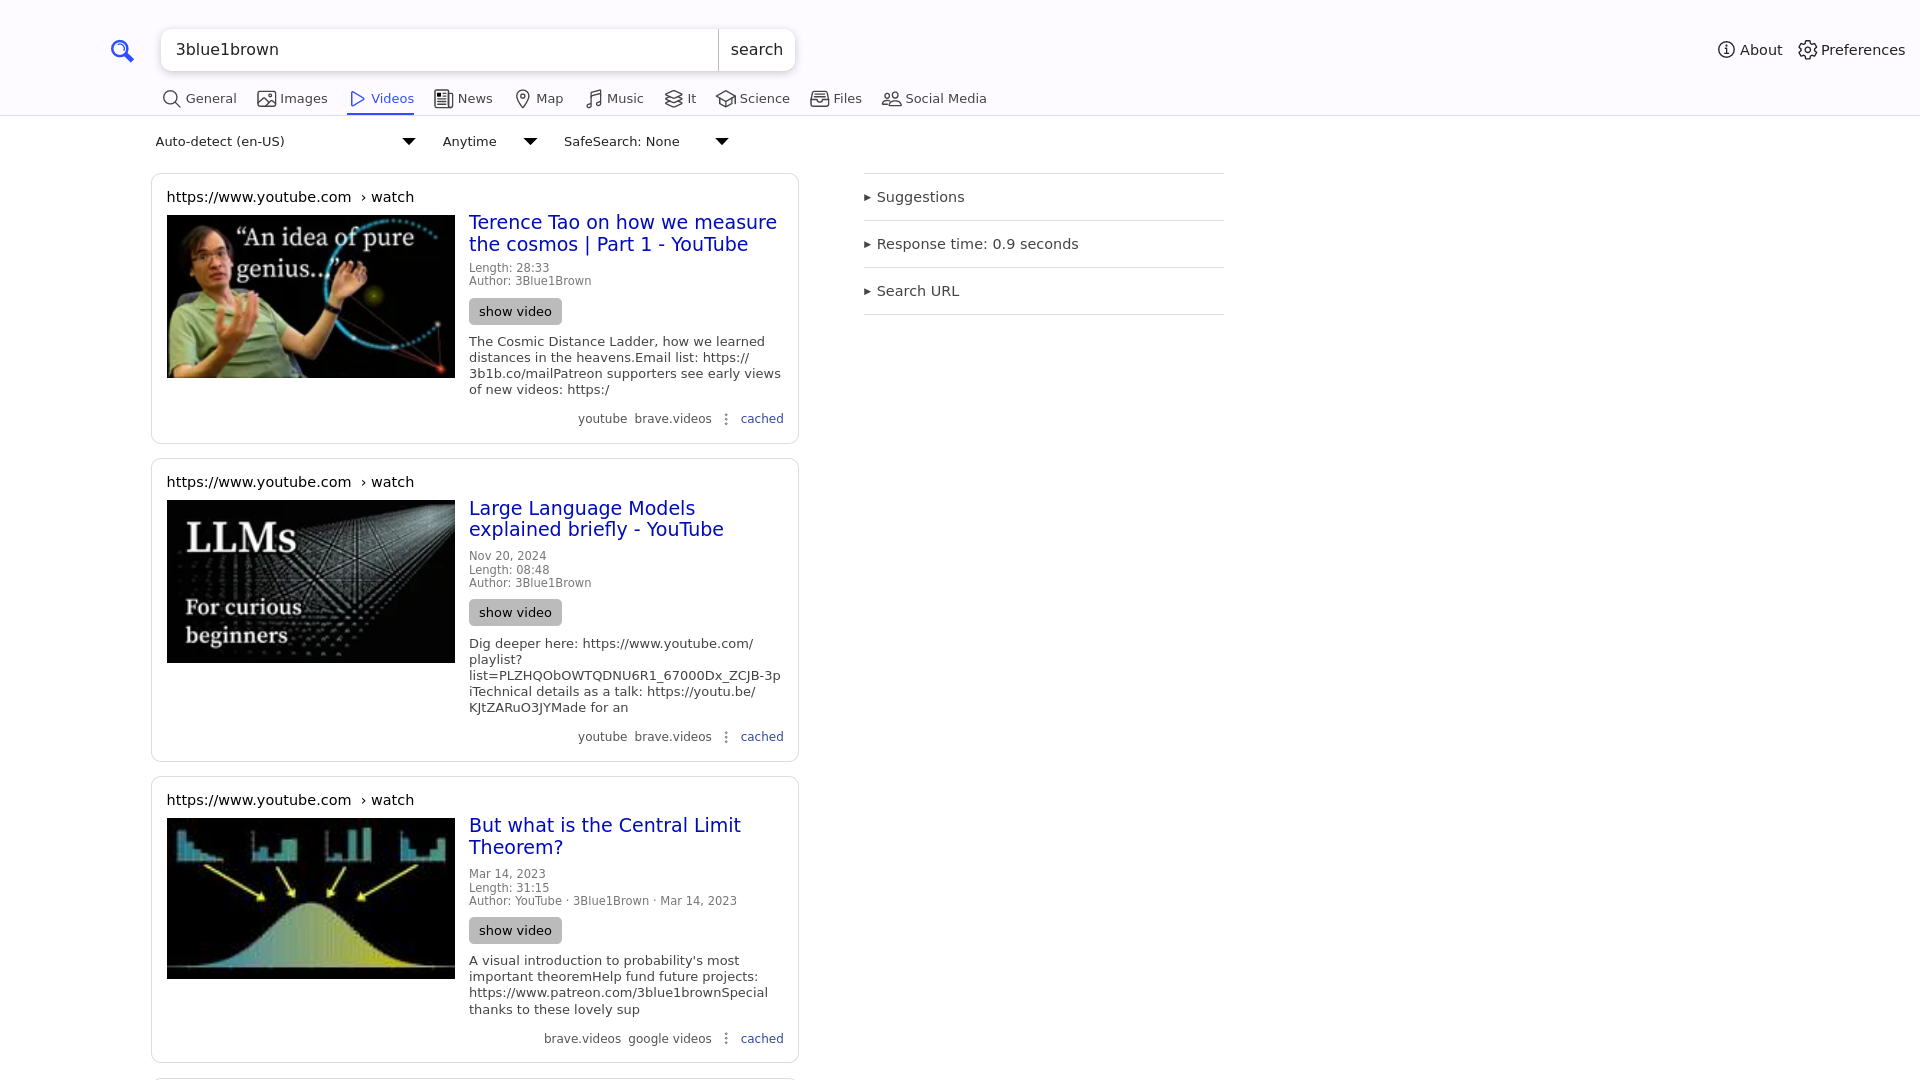 3blue1brown
search
About
Preferences
General
Images
Videos
News
Map
Music
It
Science
Files
Social Media
Auto-detect (en-US)
Anytime
SafeSearch: None
https://www.youtube.com › watch
“An idea of pure
genius...”
Terence Tao on how we measure
the cosmos | Part 1 - YouTube
Length: 28:33
Author: 3Blue1Brown
show video
The Cosmic Distance Ladder, how we learned
distances in the heavens.Email list: https://
3b1b.co/mailPatreon supporters see early views
of new videos: https:/
youtube brave.videos cached
https://www.youtube.com › watch
LLMs
For curious
beginners
Large Language Models
explained briefly - YouTube
Nov 20, 2024
Length: 08:48
Author: 3Blue1Brown
show video
Dig deeper here: https://www.youtube.com/
playlist?
list=PLZHQObOWTQDNU6R1_67000Dx_ZCJB-3p
iTechnical details as a talk: https://youtu.be/
KJtZARuO3JYMade for an
youtube brave.videos cached
https://www.youtube.com › watch
But what is the Central Limit
Theorem?
Mar 14, 2023
Length: 31:15
Author: YouTube · 3Blue1Brown · Mar 14, 2023
show video
A visual introduction to probability's most
important theoremHelp fund future projects:
https://www.patreon.com/3blue1brownSpecial
thanks to these lovely sup
brave.videos google videos cached
Suggestions
Response time: 0.9 seconds
Search URL